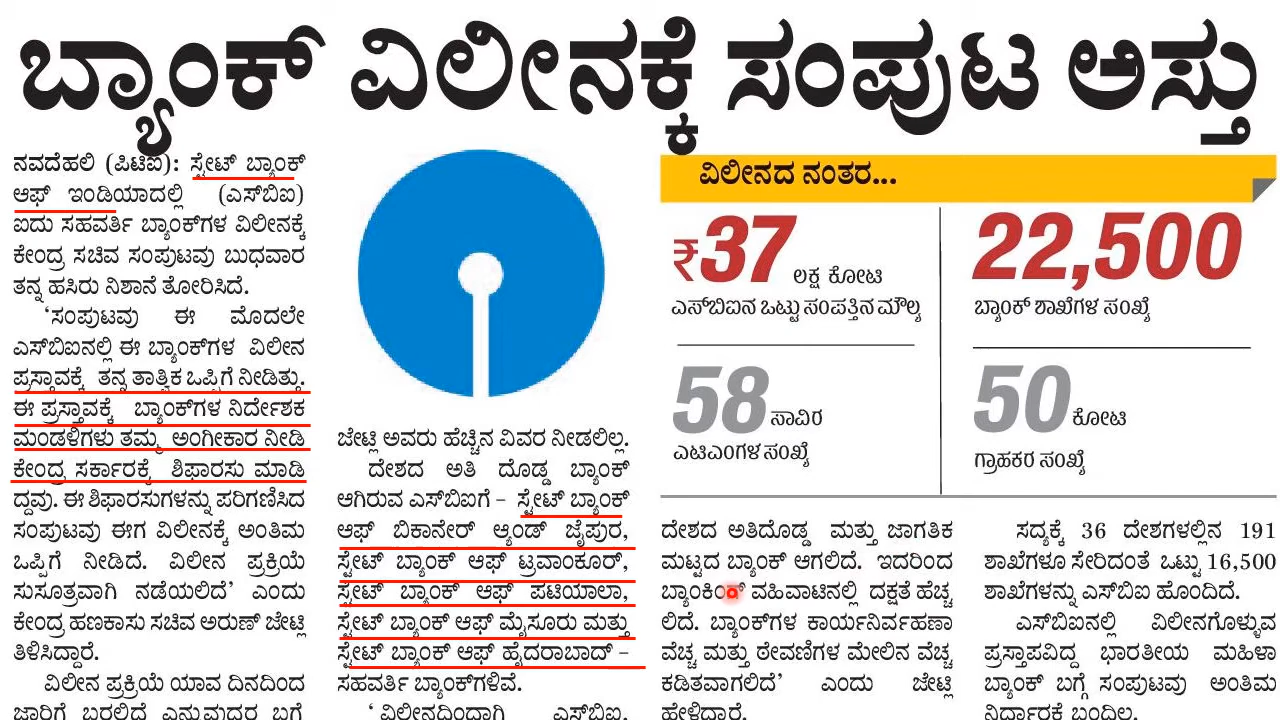 ಬ್ಯಾಂಕ್ ವಿಲೀನಕ್ಕೆ ಸಂಪುಟ ಅಸ್ತು
ನವದೆಹಲಿ (ಪಿಟಿಐ): ಸ್ಟೇಟ್ ಬ್ಯಾಂಕ್
ಆಫ್ ಇಂಡಿಯಾದಲ್ಲಿ (ಎಸ್‌ಬಿಐ)
ಐದು ಸಹವರ್ತಿ ಬ್ಯಾಂಕ್‌ಗಳ ವಿಲೀನಕ್ಕೆ
ಕೇಂದ್ರ ಸಚಿವ ಸಂಪುಟವು ಬುಧವಾರ
ತನ್ನ ಹಸಿರು ನಿಶಾನೆ ತೋರಿಸಿದೆ.
‘ಸಂಪುಟವು ಈ ಮೊದಲೇ
ಎಸ್‌ಬಿಐನಲ್ಲಿ ಈ ಬ್ಯಾಂಕ್‌ಗಳ ವಿಲೀನ
ಪ್ರಸ್ತಾವಕ್ಕೆ ತನ್ನ ತಾತ್ವಿಕ ಒಪ್ಪಿಗೆ ನೀಡಿತ್ತು.
ಈ ಪ್ರಸ್ತಾವಕ್ಕೆ ಬ್ಯಾಂಕ್‌ಗಳ ನಿರ್ದೇಶಕ
ಮಂಡಳಿಗಳು ತಮ್ಮ ಅಂಗೀಕಾರ ನೀಡಿ
ಕೇಂದ್ರ ಸರ್ಕಾರಕ್ಕೆ ಶಿಫಾರಸು ಮಾಡಿ
ದ್ದವು. ಈ ಶಿಫಾರಸುಗಳನ್ನು ಪರಿಗಣಿಸಿದ
ಸಂಪುಟವು ಈಗ ವಿಲೀನಕ್ಕೆ ಅಂತಿಮ
ಒಪ್ಪಿಗೆ ನೀಡಿದೆ. ವಿಲೀನ ಪ್ರಕ್ರಿಯೆ
ಸುಸೂತ್ರವಾಗಿ ನಡೆಯಲಿದೆ’ ಎಂದು
ಕೇಂದ್ರ ಹಣಕಾಸು ಸಚಿವ ಅರುಣ್ ಜೇಟ್ಲಿ
ತಿಳಿಸಿದ್ದಾರೆ.
ವಿಲೀನ ಪ್ರಕ್ರಿಯೆ ಯಾವ ದಿನದಿಂದ
ಜಾರಿಗೆ ಬರಲಿದೆ ಎನ್ನುವುದರ ಬಗ್ಗೆ
ಜೇಟ್ಲಿ ಅವರು ಹೆಚ್ಚಿನ ವಿವರ ನೀಡಲಿಲ್ಲ.
ದೇಶದ ಅತಿ ದೊಡ್ಡ ಬ್ಯಾಂಕ್
ಆಗಿರುವ ಎಸ್‌ಬಿಐಗೆ – ಸ್ಟೇಟ್ ಬ್ಯಾಂಕ್
ಆಫ್ ಬಿಕಾನೇರ್ ಆ್ಯಂಡ್ ಜೈಪುರ,
ಸ್ಟೇಟ್ ಬ್ಯಾಂಕ್ ಆಫ್ ಟ್ರವಾಂಕೂರ್,
ಸ್ಟೇಟ್ ಬ್ಯಾಂಕ್ ಆಫ್ ಪಟಿಯಾಲಾ,
ಸ್ಟೇಟ್ ಬ್ಯಾಂಕ್ ಆಫ್ ಮೈಸೂರು ಮತ್ತು
ಸ್ಟೇಟ್ ಬ್ಯಾಂಕ್ ಆಫ್ ಹೈದರಾಬಾದ್ –
ಸಹವರ್ತಿ ಬ್ಯಾಂಕ್‌ಗಳಿವೆ.
‘ವಿಲೀನದಿಂದಾಗಿ ಎಸ್‌ಬಿಐ,
ವಿಲೀನದ ನಂತರ...
₹37 ಲಕ್ಷ ಕೋಟಿ
ಎಸ್‌ಬಿಐನ ಒಟ್ಟು ಸಂಪತ್ತಿನ ಮೌಲ್ಯ
22,500
ಬ್ಯಾಂಕ್ ಶಾಖೆಗಳ ಸಂಖ್ಯೆ
58 ಸಾವಿರ
ಎಟಿಎಂಗಳ ಸಂಖ್ಯೆ
50 ಕೋಟಿ
ಗ್ರಾಹಕರ ಸಂಖ್ಯೆ
ದೇಶದ ಅತಿದೊಡ್ಡ ಮತ್ತು ಜಾಗತಿಕ
ಮಟ್ಟದ ಬ್ಯಾಂಕ್ ಆಗಲಿದೆ. ಇದರಿಂದ
ಬ್ಯಾಂಕಿಂಗ್ ವಹಿವಾಟಿನಲ್ಲಿ ದಕ್ಷತೆ ಹೆಚ್ಚ
ಲಿದೆ. ಬ್ಯಾಂಕ್‌ಗಳ ಕಾರ್ಯನಿರ್ವಹಣಾ
ವೆಚ್ಚ ಮತ್ತು ಠೇವಣಿಗಳ ಮೇಲಿನ ವೆಚ್ಚ
ಕಡಿತವಾಗಲಿದೆ’ ಎಂದು ಜೇಟ್ಲಿ
ಹೇಳಿದ್ದಾರೆ.
ಸದ್ಯಕ್ಕೆ 36 ದೇಶಗಳಲ್ಲಿನ 191
ಶಾಖೆಗಳೂ ಸೇರಿದಂತೆ ಒಟ್ಟು 16,500
ಶಾಖೆಗಳನ್ನು ಎಸ್‌ಬಿಐ ಹೊಂದಿದೆ.
ಎಸ್‌ಬಿಐನಲ್ಲಿ ವಿಲೀನಗೊಳ್ಳುವ
ಪ್ರಸ್ತಾಪವಿದ್ದ ಭಾರತೀಯ ಮಹಿಳಾ
ಬ್ಯಾಂಕ್ ಬಗ್ಗೆ ಸಂಪುಟವು ಅಂತಿಮ
ನಿರ್ಧಾರಕ್ಕೆ ಬಂದಿಲ್ಲ.